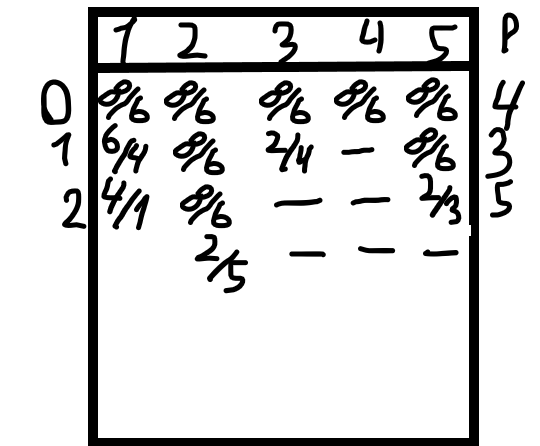 1 2 3 4 5 P
0 8/6 8/6 8/6 8/6 8/6 4
1 6/4 8/6 2/4 — 8/6 3
2 4/1 8/6 — — 2/3 5
2/5 — — —